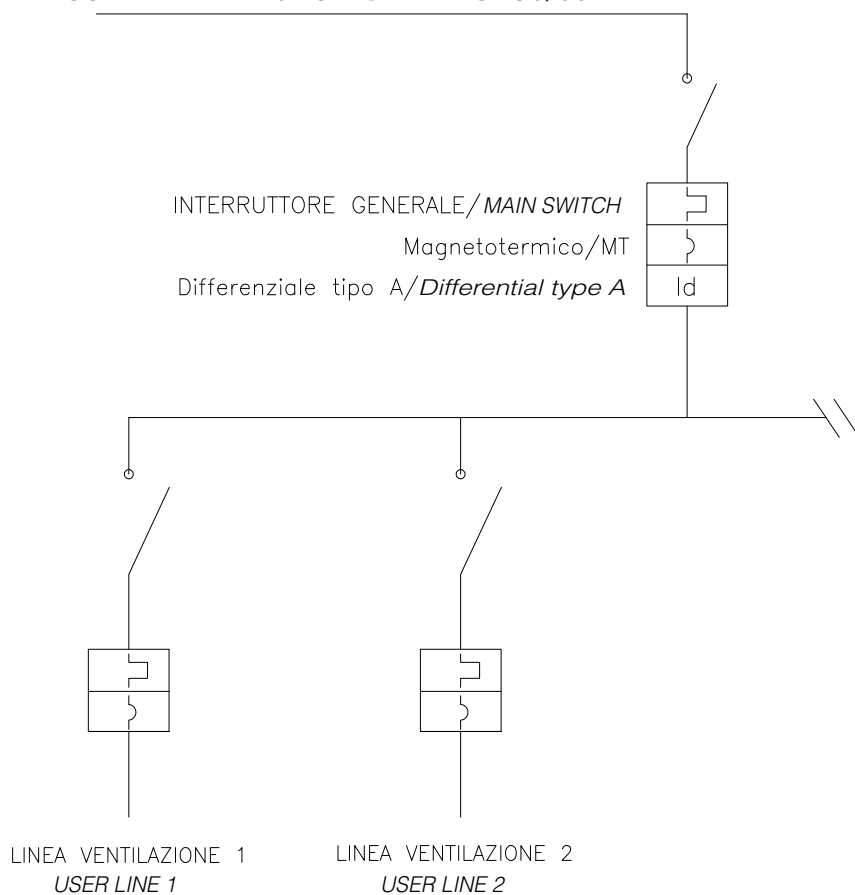 INTERRUTTORE GENERALE/MAIN SWITCH
Magnetotermico/MT
Differenziale tipo A/Differential type A
Id
LINEA VENTILAZIONE 1
USER LINE 1
LINEA VENTILAZIONE 2
USER LINE 2